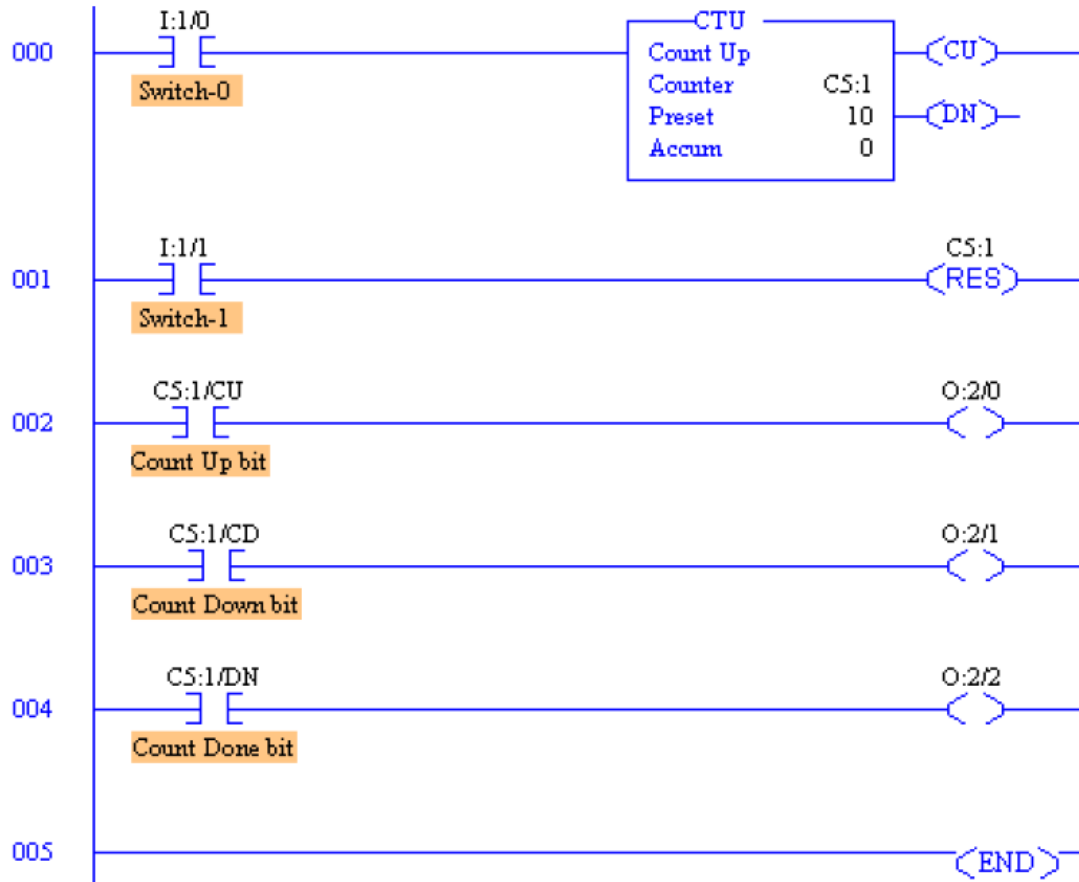 I:1/0
CTU
000
Count Up
(CU)
Switch-0
Counter C5:1
Preset 10
(DN)
Accum 0
I:1/1
C5:1
001
(RES)
Switch-1
C5:1/CU
O:2/0
002
Count Up bit
C5:1/CD
O:2/1
003
Count Down bit
C5:1/DN
O:2/2
004
Count Done bit
005
(END)